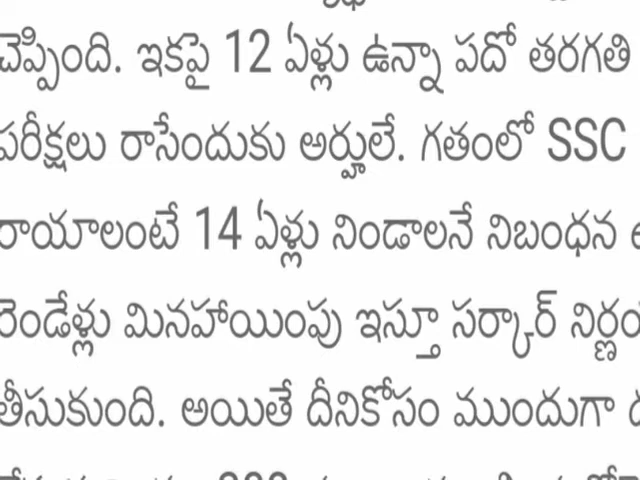 చెప్పింది. ఇకపై 12 ఏళ్లు ఉన్నా పదో తరగతి
పరీక్షలు రాసేందుకు అర్హులే. గతంలో SSC
రాయాలంటే 14 ఏళ్లు నిండాలనే నిబంధన
రెండేళ్లు మినహాయింపు ఇస్తూ సర్కార్
తీసుకుంది. అయితే దీనికోసం ముందుగా